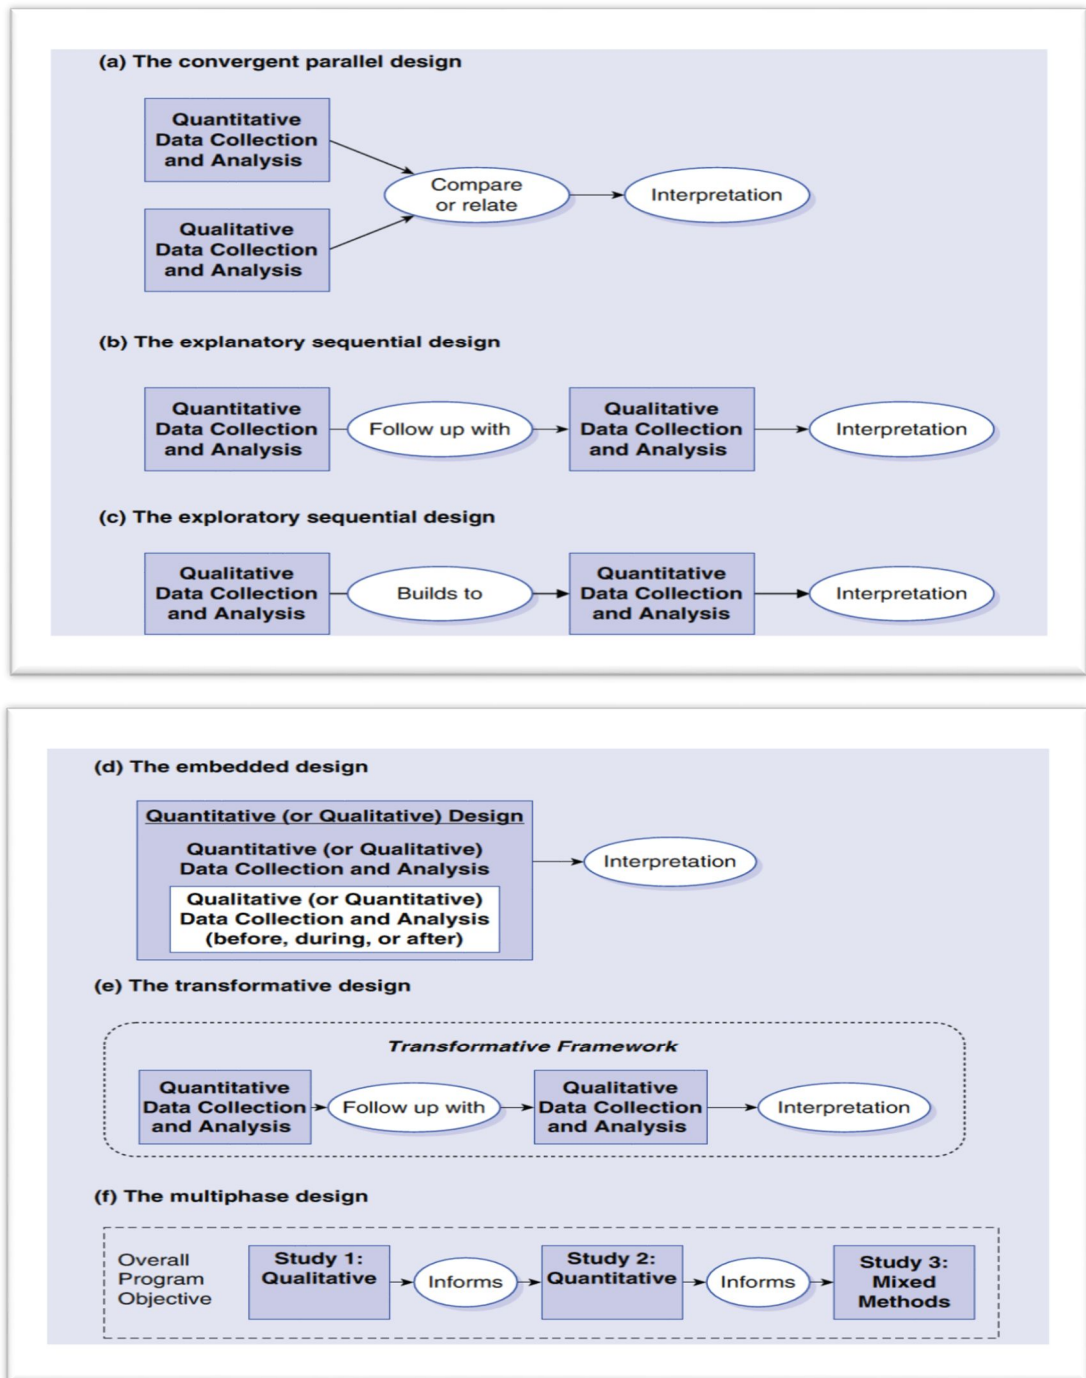 (a) The convergent parallel design
Quantitative
Data Collection
and Analysis
Compare
or relate
Interpretation
Qualitative
Data Collection
and Analysis
(b) The explanatory sequential design
Quantitative
Data Collection
and Analysis
Follow up with
Qualitative
Data Collection
and Analysis
Interpretation
(c) The exploratory sequential design
Qualitative
Data Collection
and Analysis
Builds to
Quantitative
Data Collection
and Analysis
Interpretation
(d) The embedded design
Quantitative (or Qualitative) Design
Quantitative (or Qualitative)
Data Collection and Analysis
Qualitative (or Quantitative)
Data Collection and Analysis
(before, during, or after)
Interpretation
(e) The transformative design
Transformative Framework
Quantitative
Data Collection
and Analysis
Follow up with
Qualitative
Data Collection
and Analysis
Interpretation
(f) The multiphase design
Overall
Program
Objective
Study 1:
Qualitative
Informs
Study 2:
Quantitative
Informs
Study 3:
Mixed
Methods